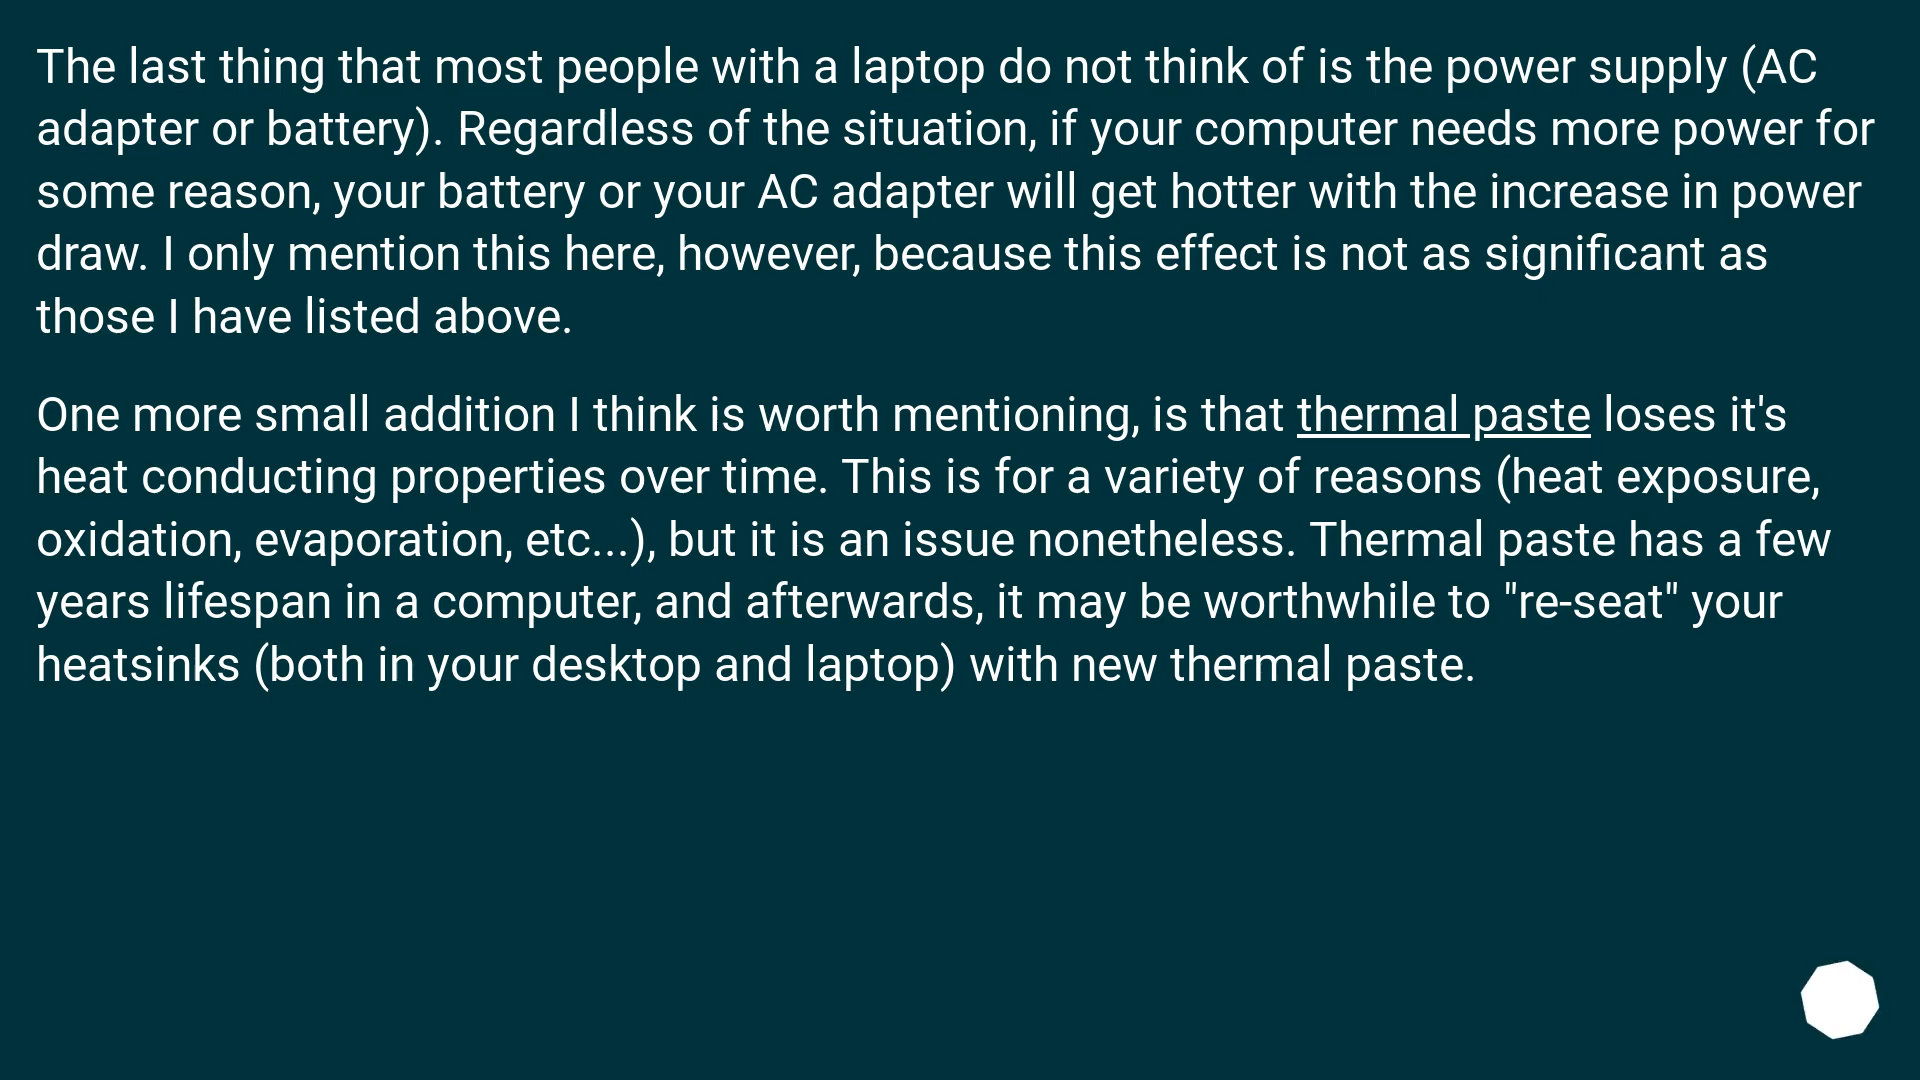 The last thing that most people with a laptop do not think of is the power supply (AC
adapter or battery). Regardless of the situation, if your computer needs more power for
some reason, your battery or your AC adapter will get hotter with the increase in power
draw. I only mention this here, however, because this effect is not as significant as
those I have listed above.
One more small addition I think is worth mentioning, is that thermal paste loses it's
heat conducting properties over time. This is for a variety of reasons (heat exposure,
oxidation, evaporation, etc...), but it is an issue nonetheless. Thermal paste has a few
years lifespan in a computer, and afterwards, it may be worthwhile to "re-seat" your
heatsinks (both in your desktop and laptop) with new thermal paste.